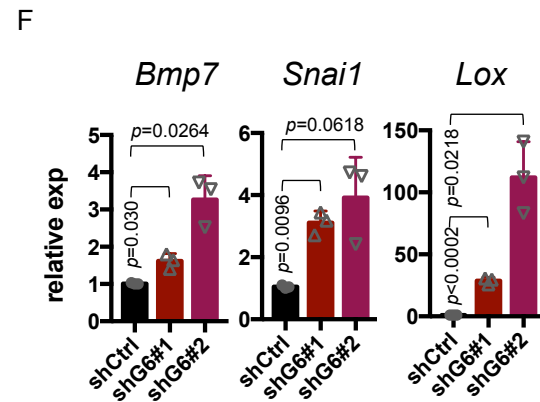 F
Bmp7
Snai1
Lox
relative exp
5
4
3
2
1
0
p=0.0264
p=0.030
shCtrl
shG6#1
shG6#2
6
4
2
0
p=0.0618
p=0.0096
shCtrl
shG6#1
shG6#2
150
100
50
0
p=0.0218
p<0.0002
shCtrl
shG6#1
shG6#2